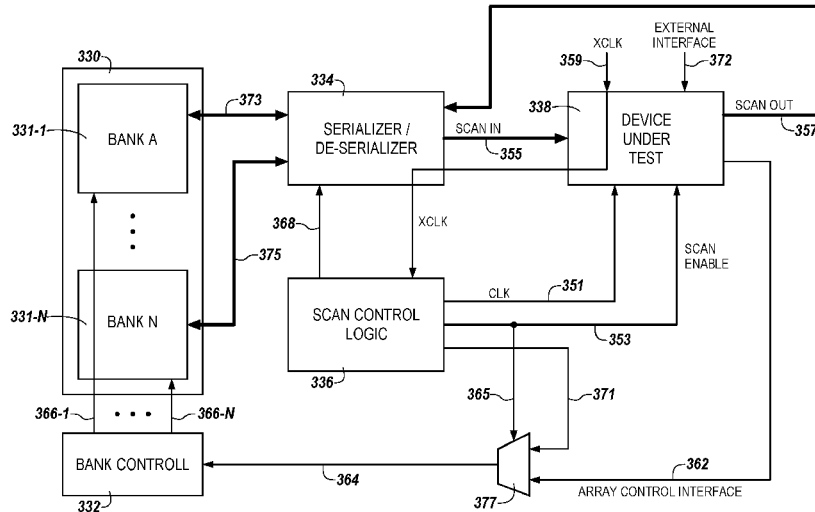 330
331-1
BANK A
373
334
SERIALIZER /
DE-SERIALIZER
SCAN IN
355
XCLK
359
EXTERNAL
INTERFACE
372
338
DEVICE
UNDER
TEST
SCAN OUT
357
368
XCLK
375
331-N
BANK N
SCAN CONTROL
LOGIC
336
CLK
351
SCAN
ENABLE
353
365
371
366-1
366-N
BANK CONTROLL
332
364
377
362
ARRAY CONTROL INTERFACE